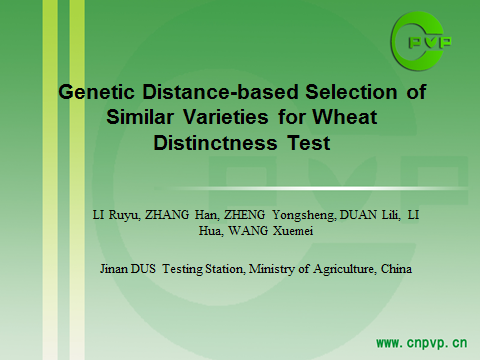 CPVP
Genetic Distance-based Selection of
Similar Varieties for Wheat
Distinctness Test
LI Ruyu, ZHANG Han, ZHENG Yongsheng, DUAN Lili, LI
Hua, WANG Xuemei
Jinan DUS Testing Station, Ministry of Agriculture, China
www.cnpvp.cn